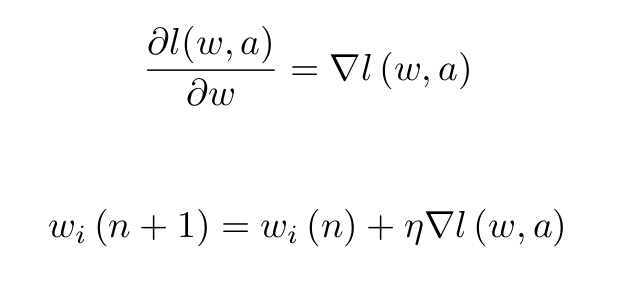 ∂l(w, a)
∂w = ∇l (w, a)
w_i (n + 1) = w_i (n) + η∇l (w, a)